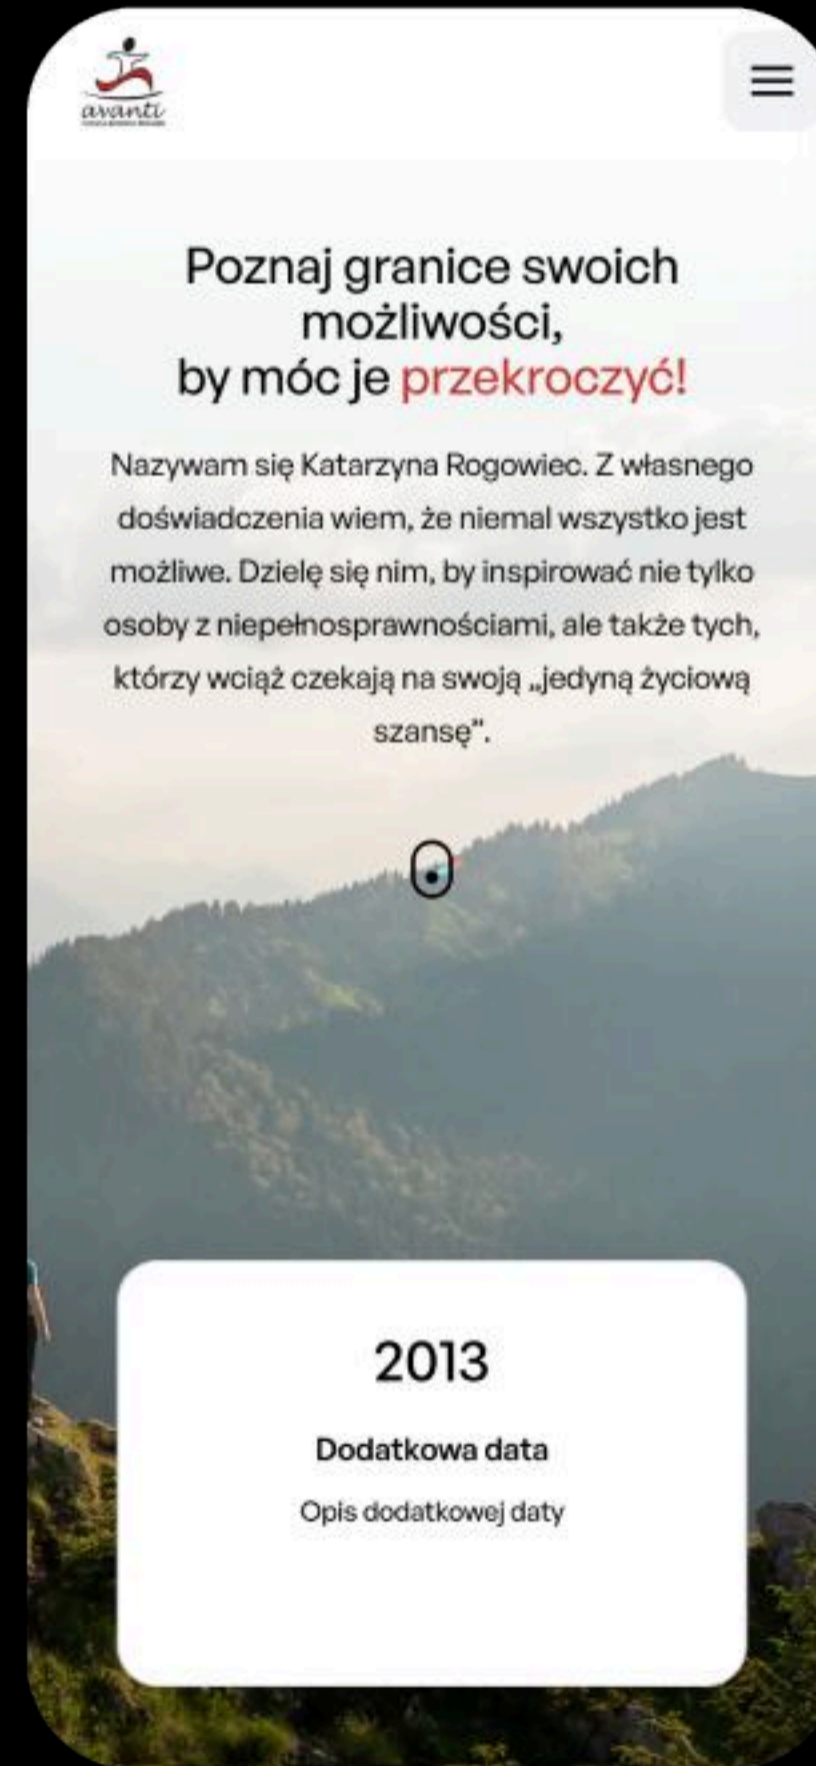 avanti
Poznaj granice swoich
możliwości,
by móc je przekroczyć!
Nazywam się Katarzyna Rogowiec. Z własnego
doświadczenia wiem, że niemal wszystko jest
możliwe. Dzielę się nim, by inspirować nie tylko
osoby z niepełnosprawnościami, ale także tych,
którzy wciąż czekają na swoją „jedyną życiową
szansę”.
2013
Dodatkowa data
Opis dodatkowej daty